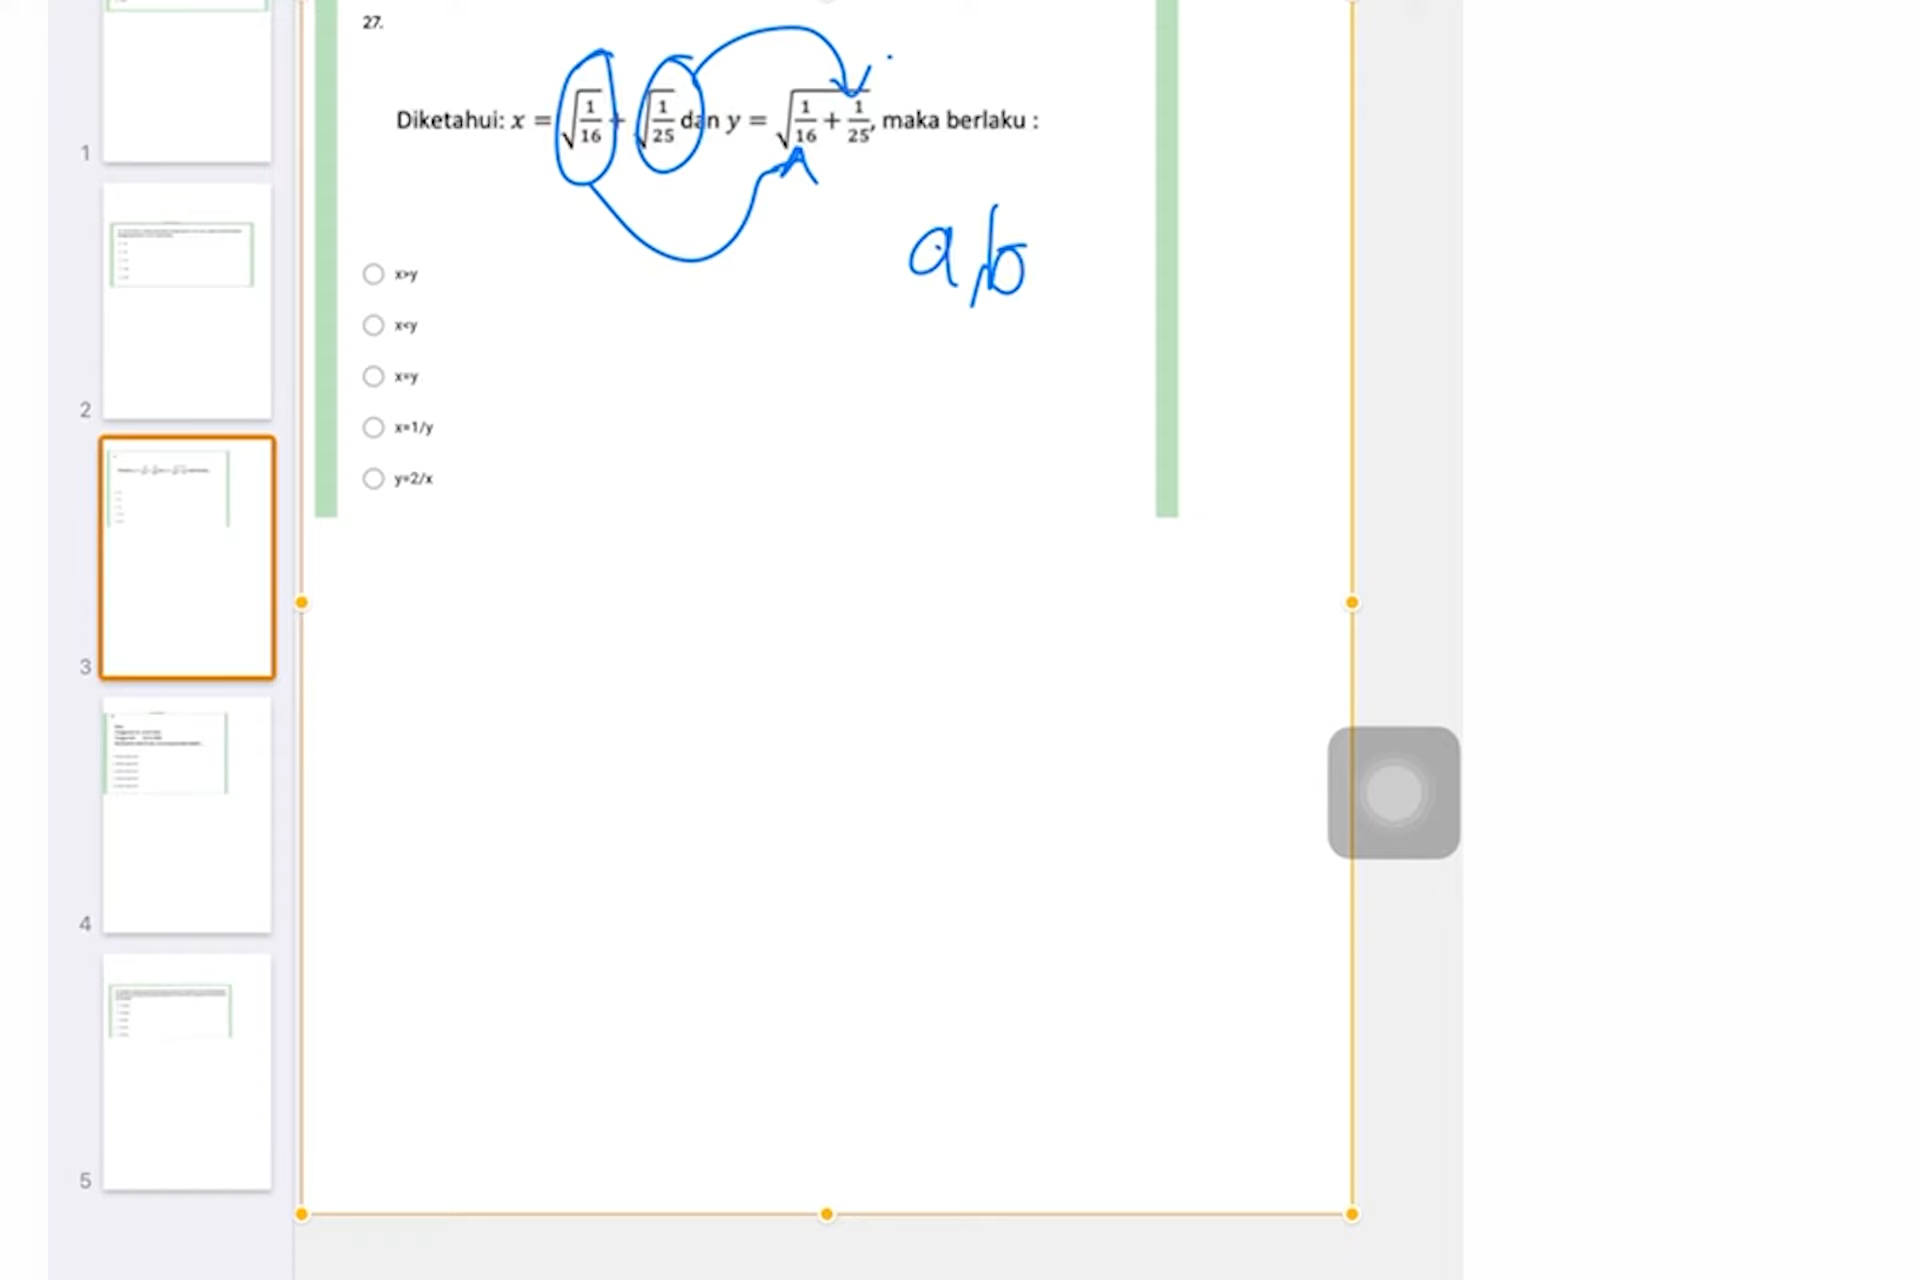 27.
Diketahui: x = √(1/16) + √(1/25) dan y = √(1/16 + 1/25), maka berlaku :
a,b
x>y
x<y
x=y
x=1/y
y=2/x
1
2
3
4
5